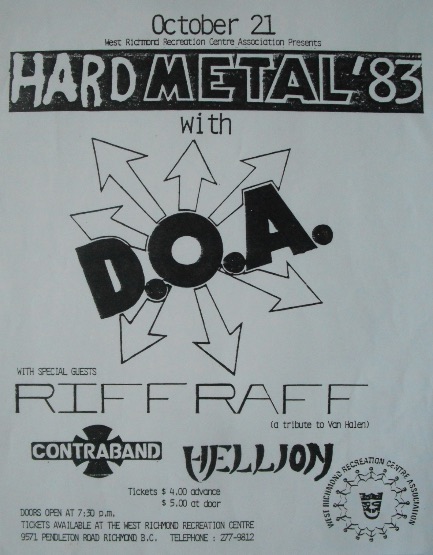 October 21
West Richmond Recreation Centre Association Presents
HARD METAL '83
with
D.O.A.
WITH SPECIAL GUESTS
RIFF RAFF
(a tribute to Van Halen)
CONTRABAND
HELLION
Tickets $ 4.00 advance
$ 5.00 at door
DOORS OPEN AT 7:30 p.m.
TICKETS AVAILABLE AT THE WEST RICHMOND RECREATION CENTRE
9571 PENDLETON ROAD RICHMOND B.C. TELEPHONE : 277-9812
WEST RICHMOND RECREATION CENTRE ASSOCIATION